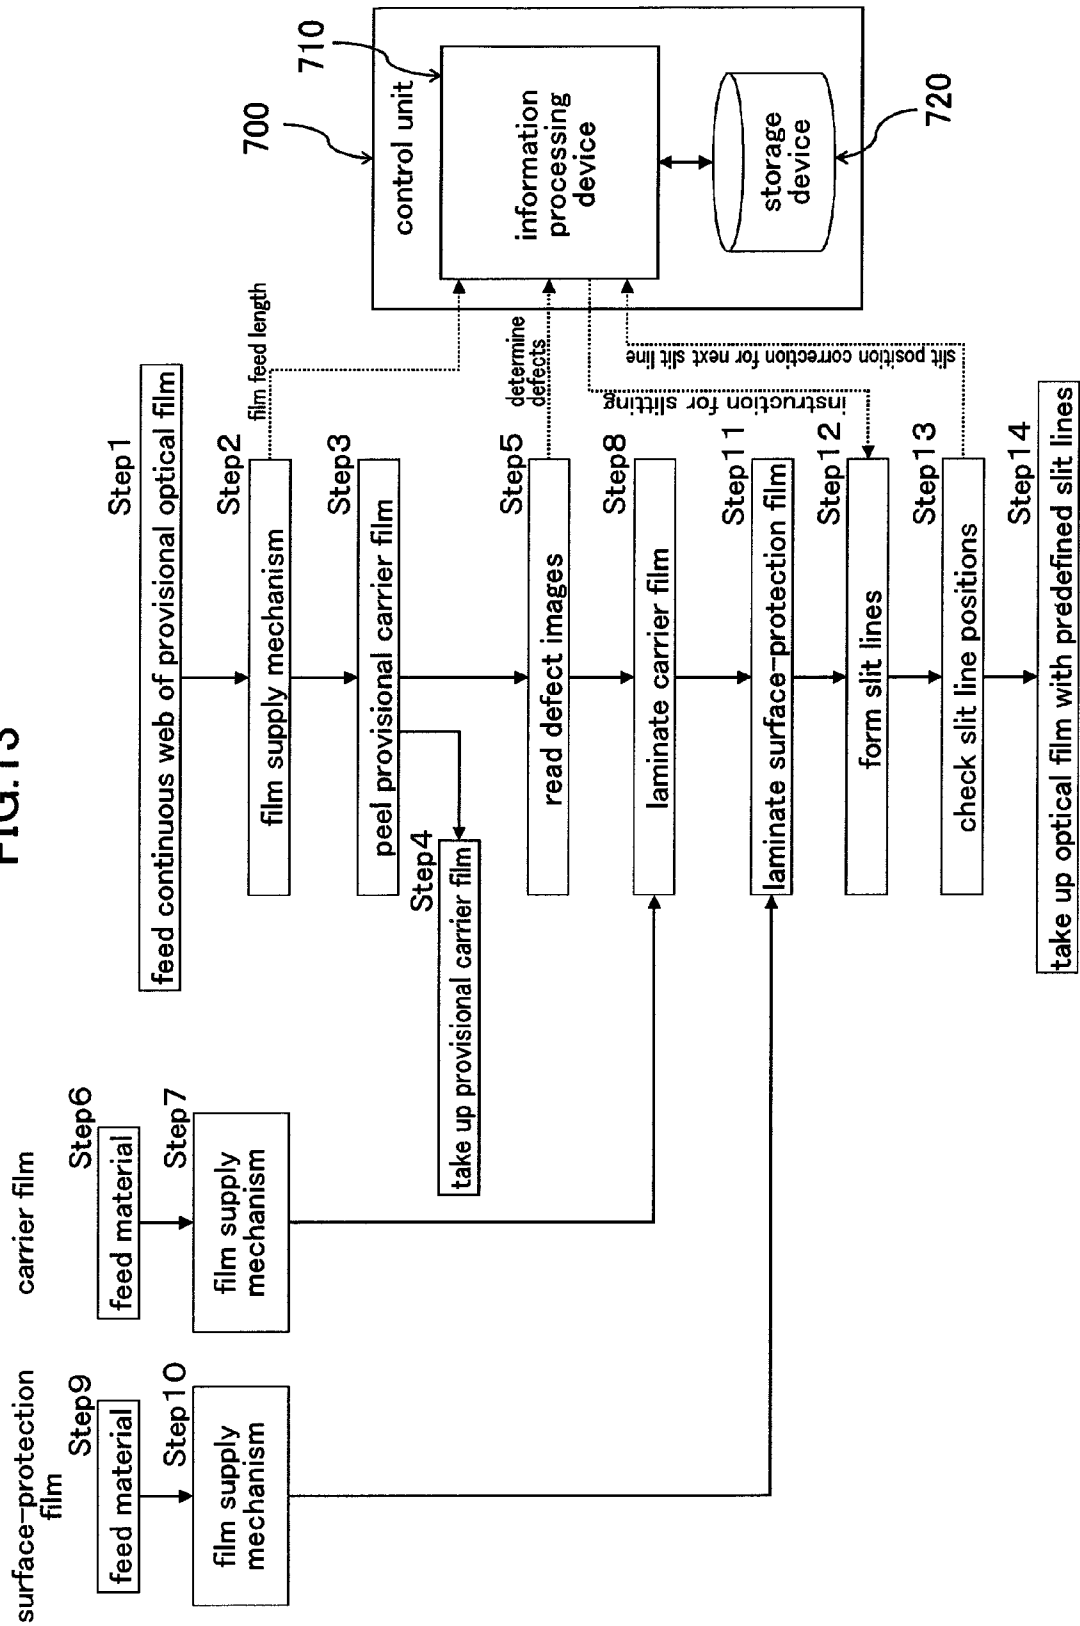 FIG.13
surface-protection
film
Step9
feed material
Step10
film supply
mechanism
carrier film
Step6
feed material
Step7
film supply
mechanism
Step1
feed continuous web of provisional optical film
Step2
film supply mechanism
film feed length
Step3
peel provisional carrier film
Step4
take up provisional carrier film
Step5
read defect images
determine
defects
Step8
laminate carrier film
Step11
laminate surface-protection film
Step12
form slit lines
instruction for slitting
Step13
check slit line positions
slit position correction for next slit line
Step14
take up optical film with predefined slit lines
700
control unit
710
information
processing
device
storage
device
720